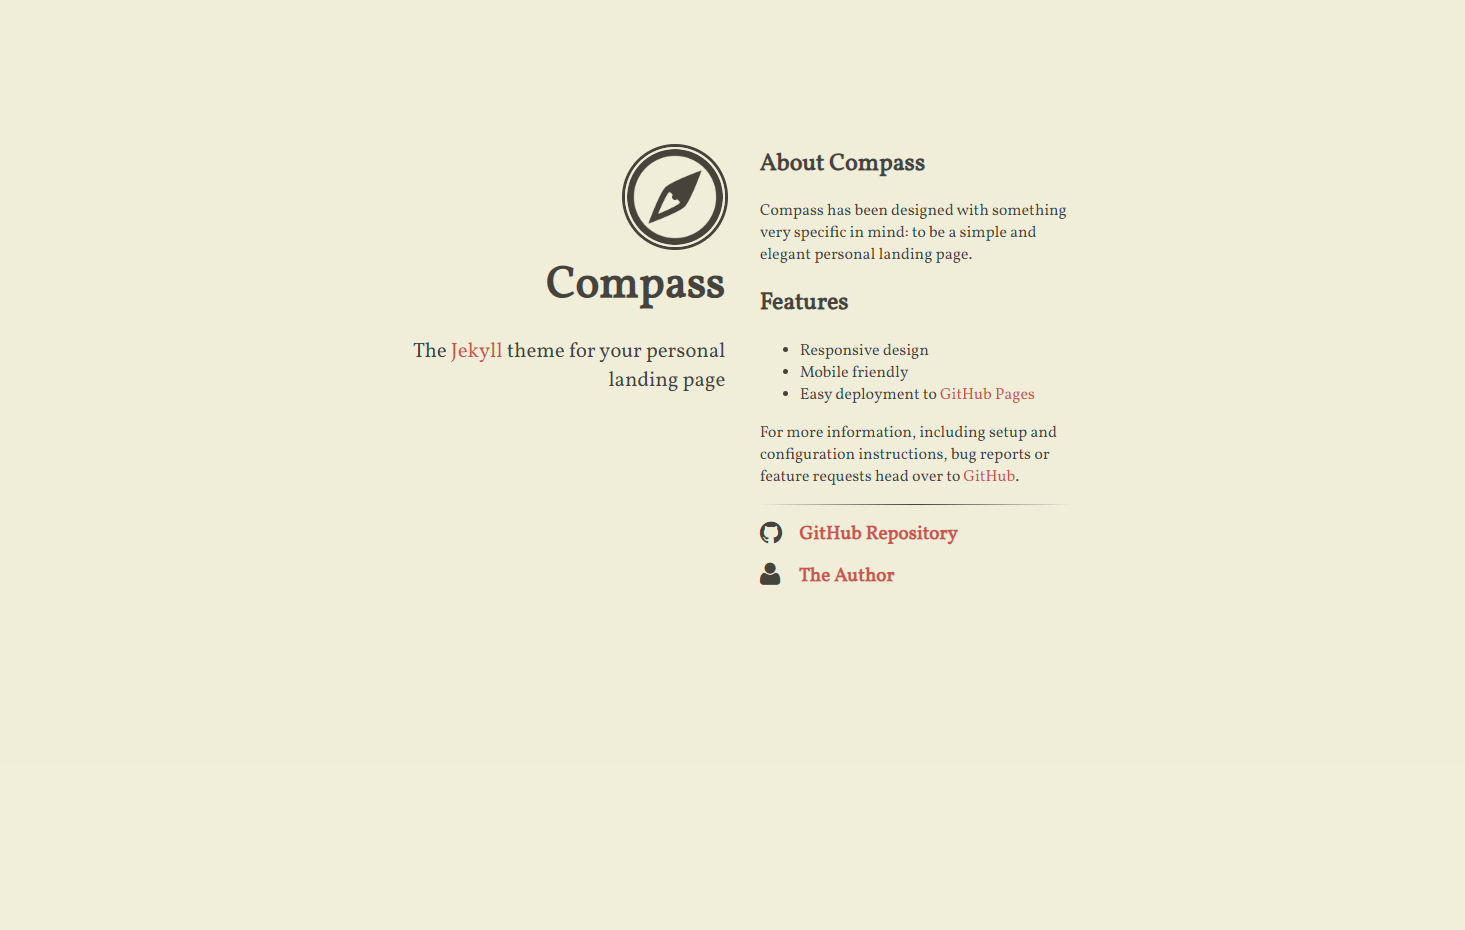 Compass
The Jekyll theme for your personal
landing page
About Compass
Compass has been designed with something
very specific in mind: to be a simple and
elegant personal landing page.
Features
Responsive design
Mobile friendly
Easy deployment to GitHub Pages
For more information, including setup and
configuration instructions, bug reports or
feature requests head over to GitHub.
GitHub Repository
The Author